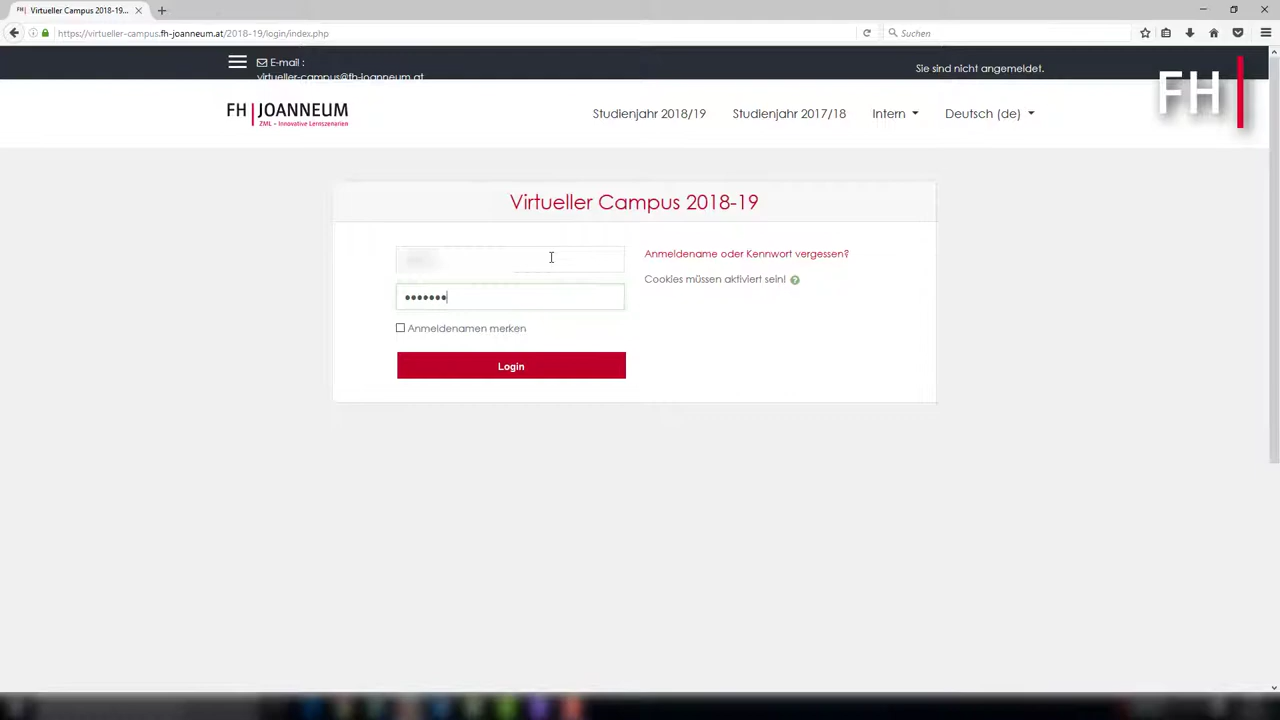 FH| Virtueller Campus 2018-19...
https://virtueller-campus.fh-joanneum.at/2018-19/login/index.php
Suchen
E-mail :
virtueller-campus@fh-joanneum.at
Sie sind nicht angemeldet.
FH
FH | JOANNEUM
ZML – Innovative Lernszenarien
Studienjahr 2018/19
Studienjahr 2017/18
Intern
Deutsch (de)
Virtueller Campus 2018-19
Anmeldename oder Kennwort vergessen?
Cookies müssen aktiviert sein!
Anmeldenamen merken
Login